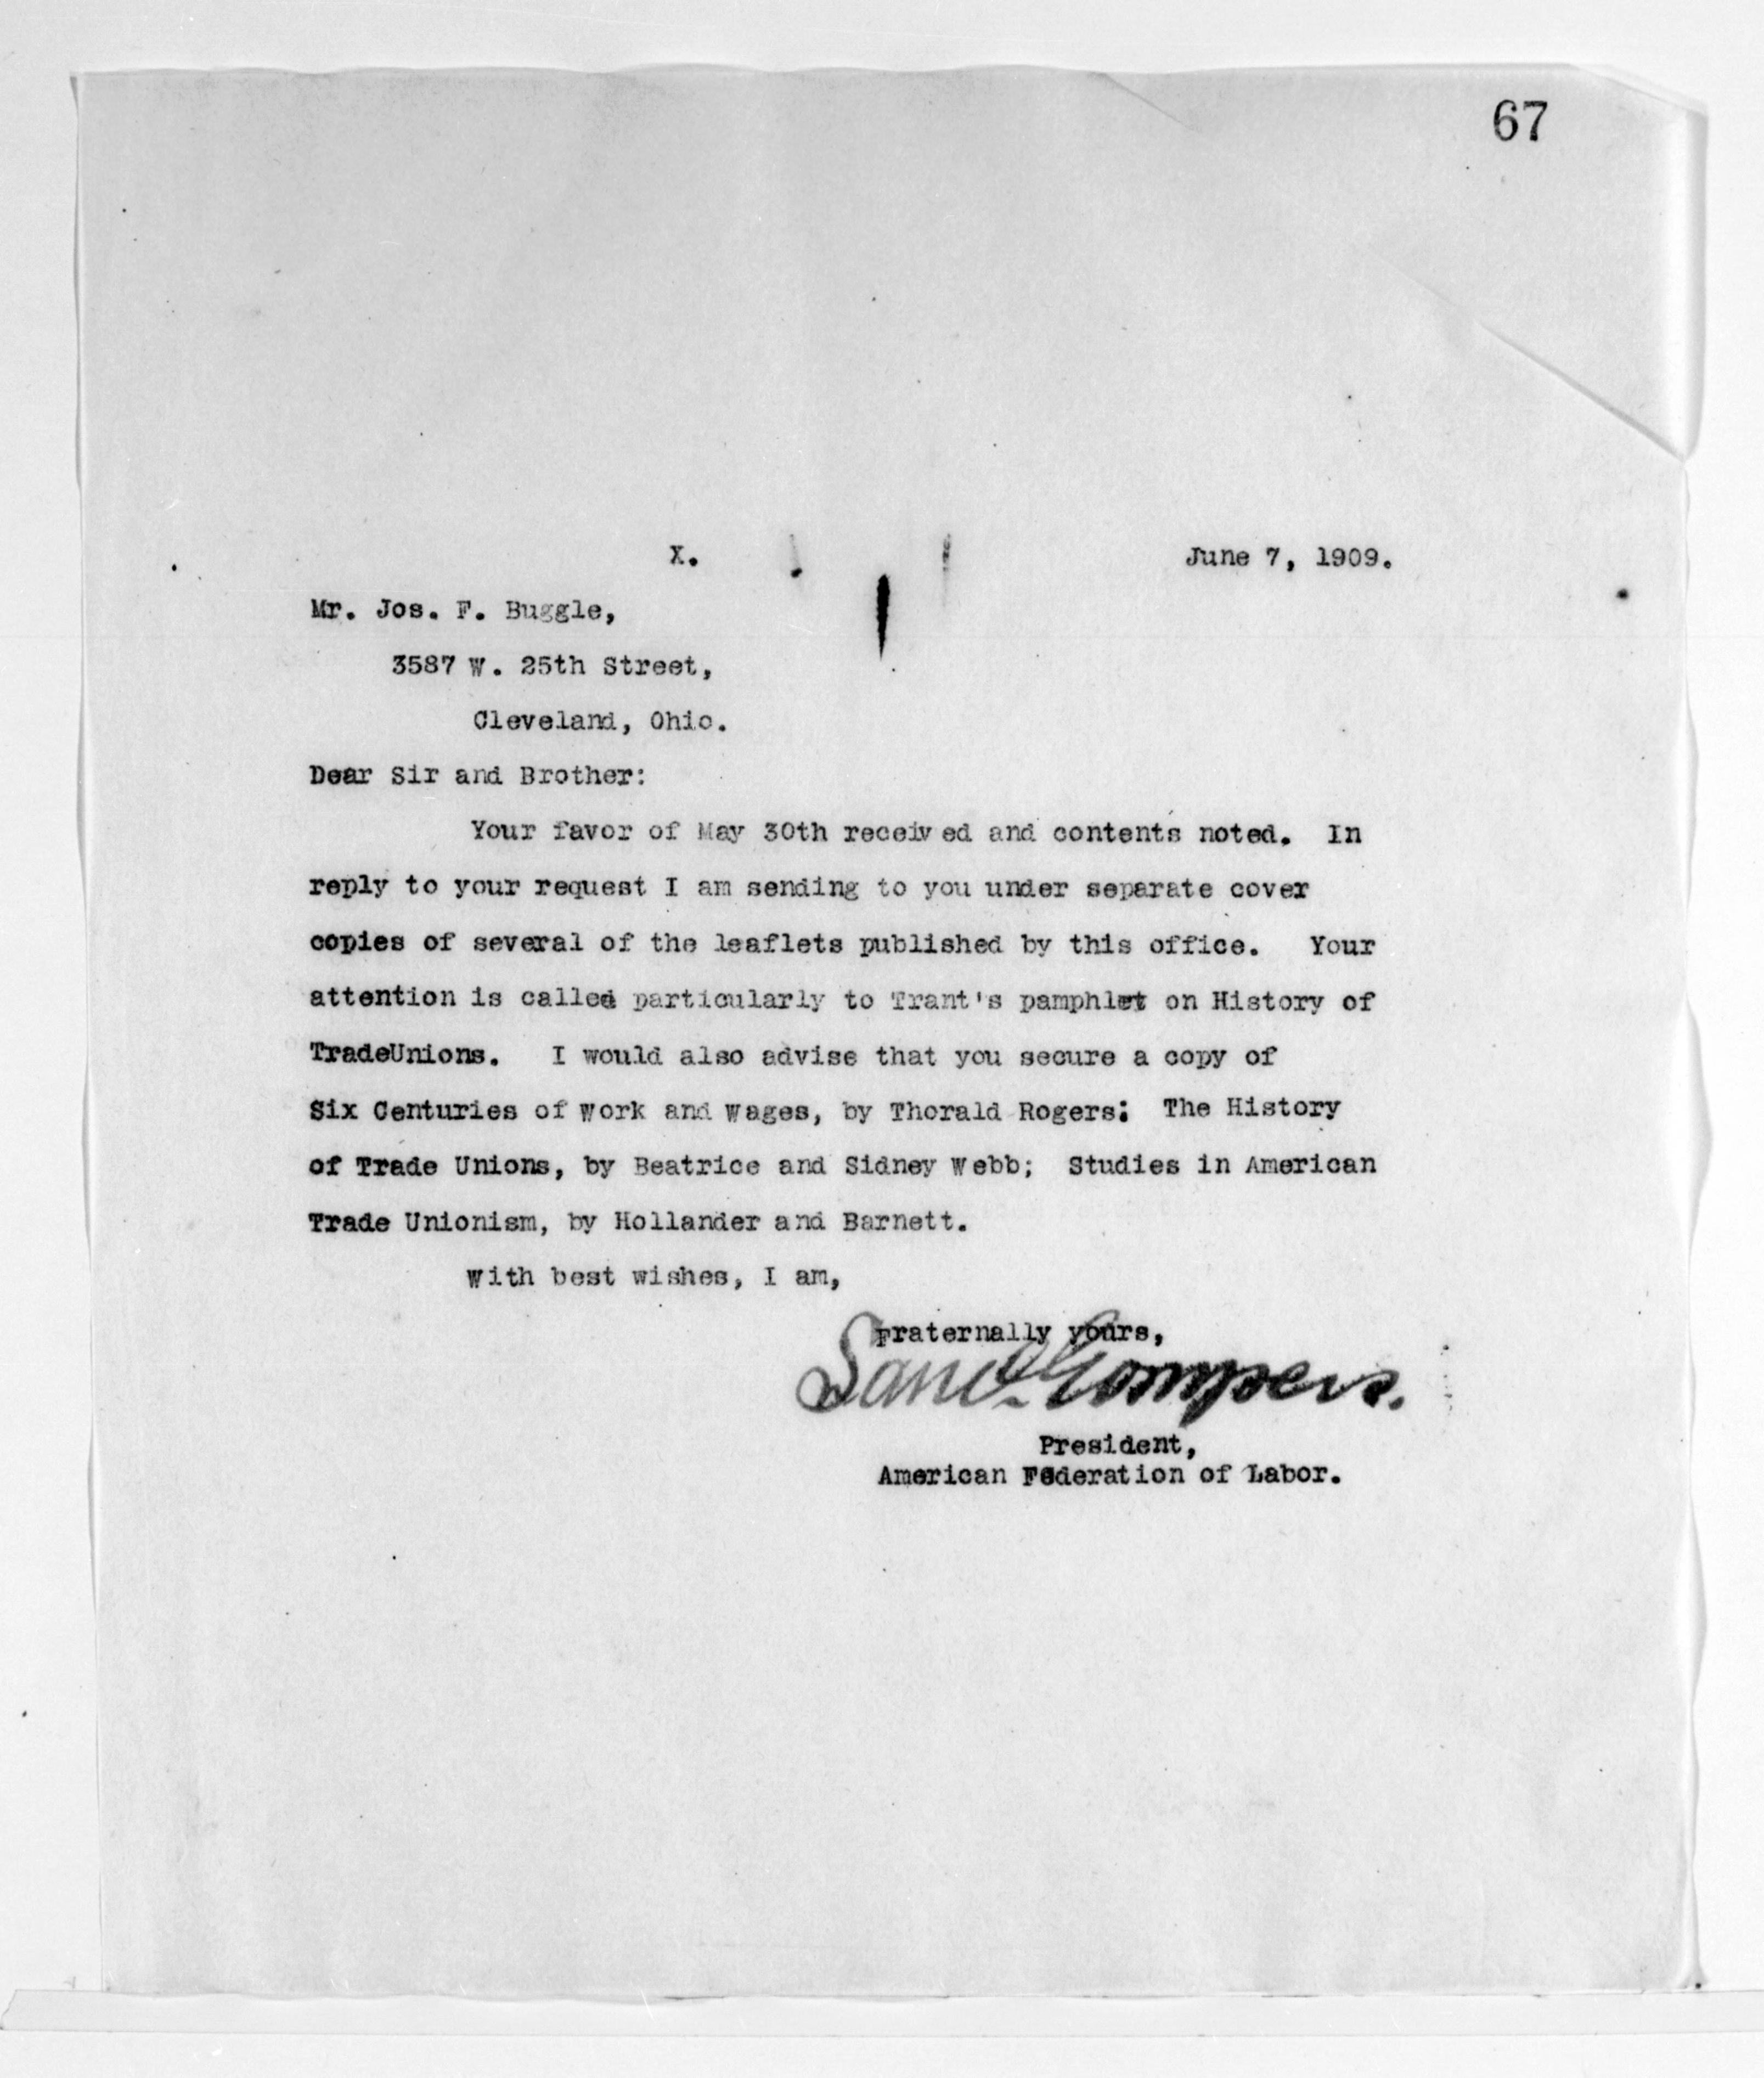 67
X. June 7, 1909.
Mr. Jos. F. Buggle,
3587 W. 25th Street,
Cleveland, Ohio.
Dear Sir and Brother:
Your favor of May 30th received and contents noted. In
reply to your request I am sending to you under separate cover
copies of several of the leaflets published by this office. Your
attention is called particularly to Trant's pamphlet on History of
TradeUnions. I would also advise that you secure a copy of
Six Centuries of Work and Wages, by Thorald Rogers; The History
of Trade Unions, by Beatrice and Sidney Webb; Studies in American
Trade Unionism, by Hollander and Barnett.
With best wishes, I am,
Fraternally yours,
Saml Gompers.
President,
American Federation of Labor.